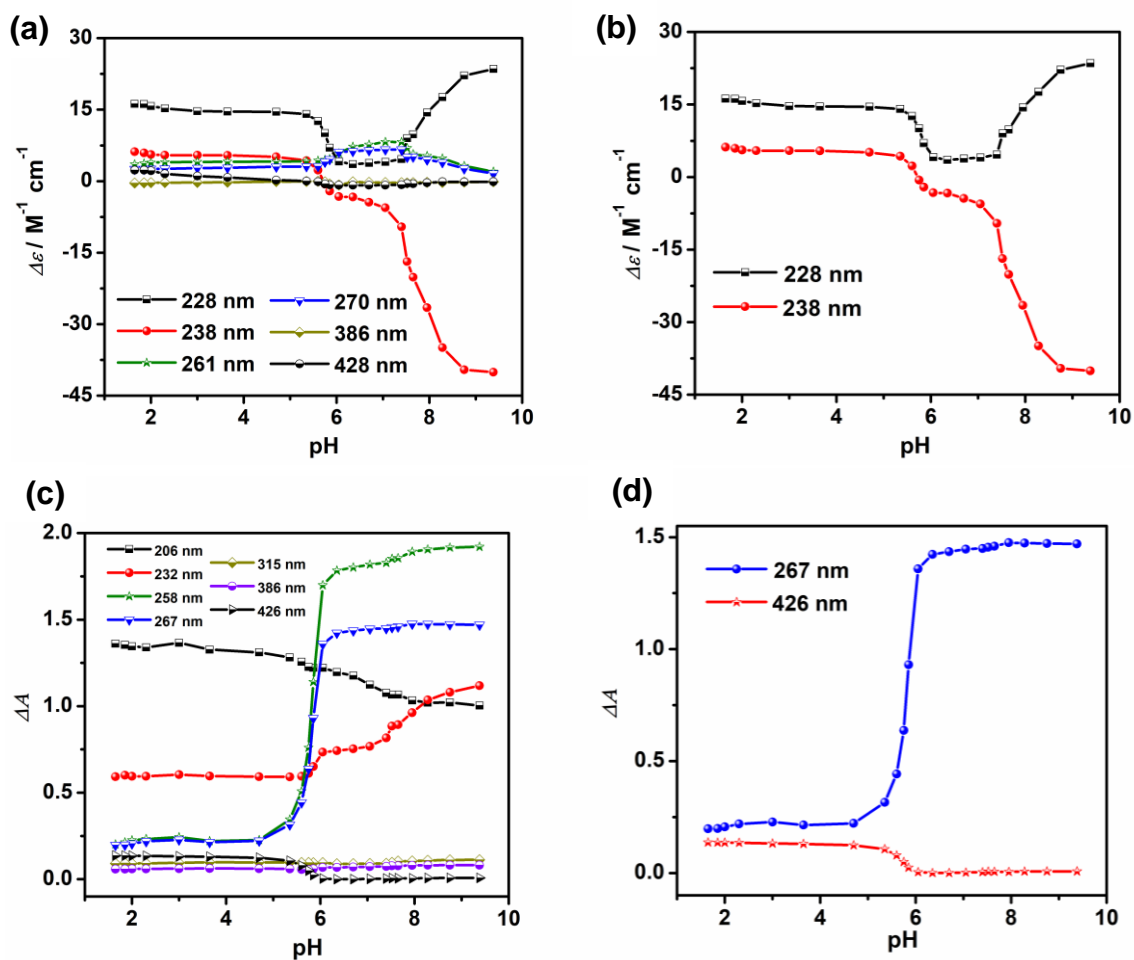 (a)
30
15
0
-15
-30
-45
Δε / M⁻¹ cm⁻¹
228 nm
238 nm
261 nm
270 nm
386 nm
428 nm
2 4 6 8 10
pH
(b)
30
15
0
-15
-30
-45
Δε / M⁻¹ cm⁻¹
228 nm
238 nm
2 4 6 8 10
pH
(c)
2.0
1.5
1.0
0.5
0.0
ΔA
206 nm
232 nm
258 nm
267 nm
315 nm
386 nm
426 nm
2 4 6 8 10
pH
(d)
1.5
1.0
0.5
0.0
ΔA
267 nm
426 nm
2 4 6 8 10
pH